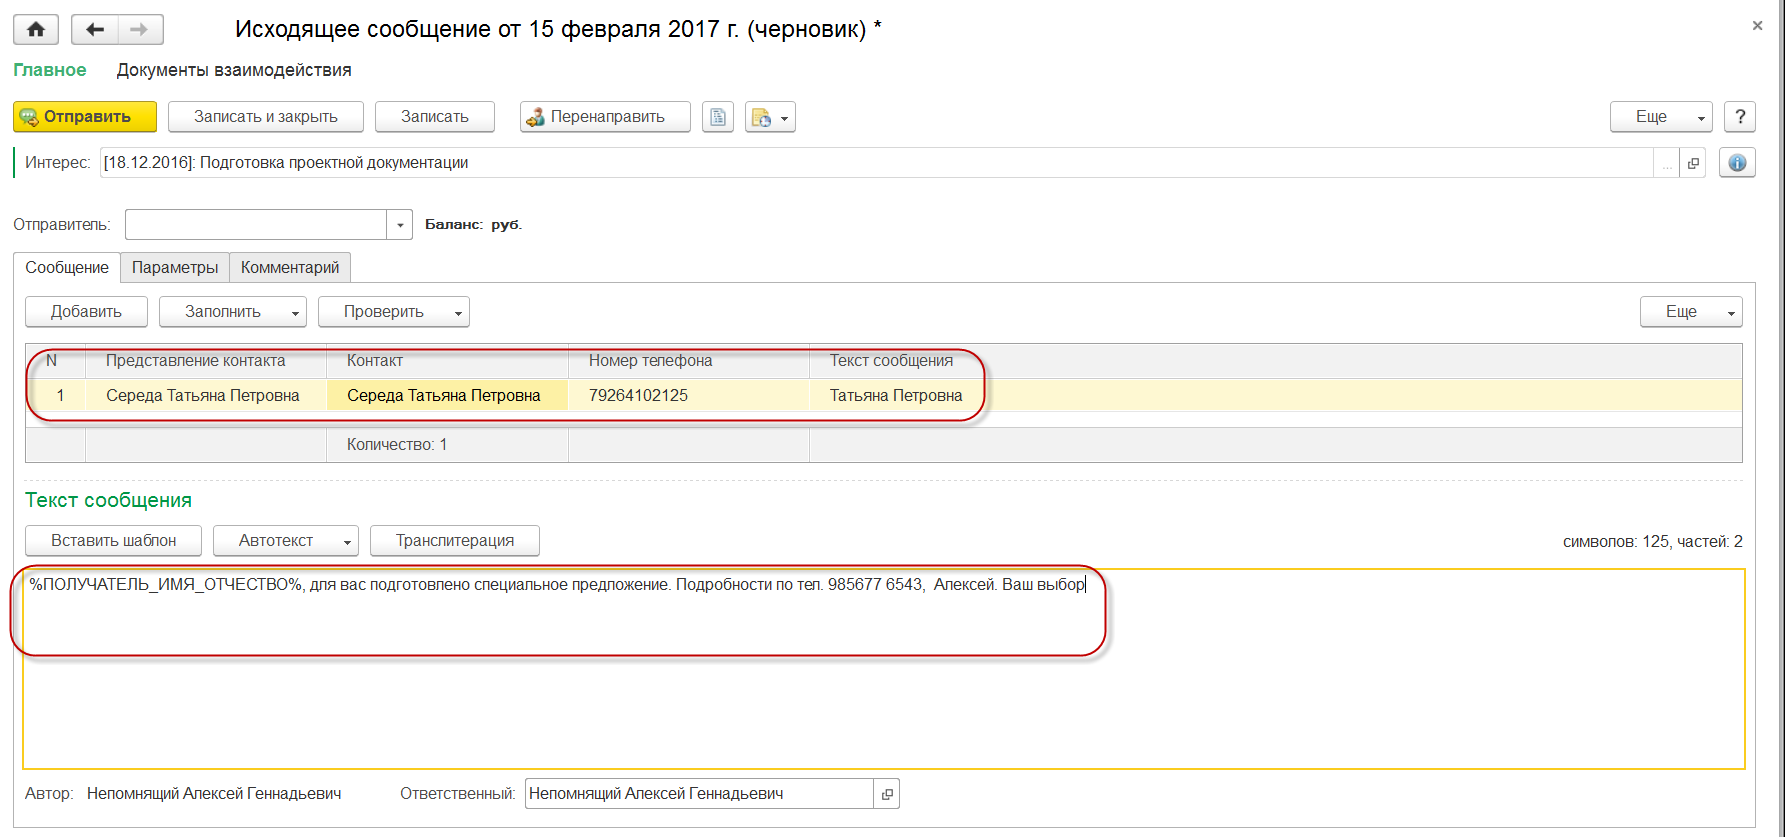 Исходящее сообщение от 15 февраля 2017 г. (черновик) *
Главное Документы взаимодействия
Отправить Записать и закрыть Записать Перенаправить Еще ?
Интерес: [18.12.2016]: Подготовка проектной документации ...
Отправитель: Баланс: руб.
Сообщение Параметры Комментарий
Добавить Заполнить Проверить Еще
N Представление контакта Контакт Номер телефона Текст сообщения
1 Середа Татьяна Петровна Середа Татьяна Петровна 79264102125 Татьяна Петровна
Количество: 1
Текст сообщения
Вставить шаблон Автотекст Транслитерация символов: 125, частей: 2
%ПОЛУЧАТЕЛЬ_ИМЯ_ОТЧЕСТВО%, для вас подготовлено специальное предложение. Подробности по тел. 985677 6543,  Алексей. Ваш выбор
Автор: Непомнящий Алексей Геннадьевич Ответственный: Непомнящий Алексей Геннадьевич